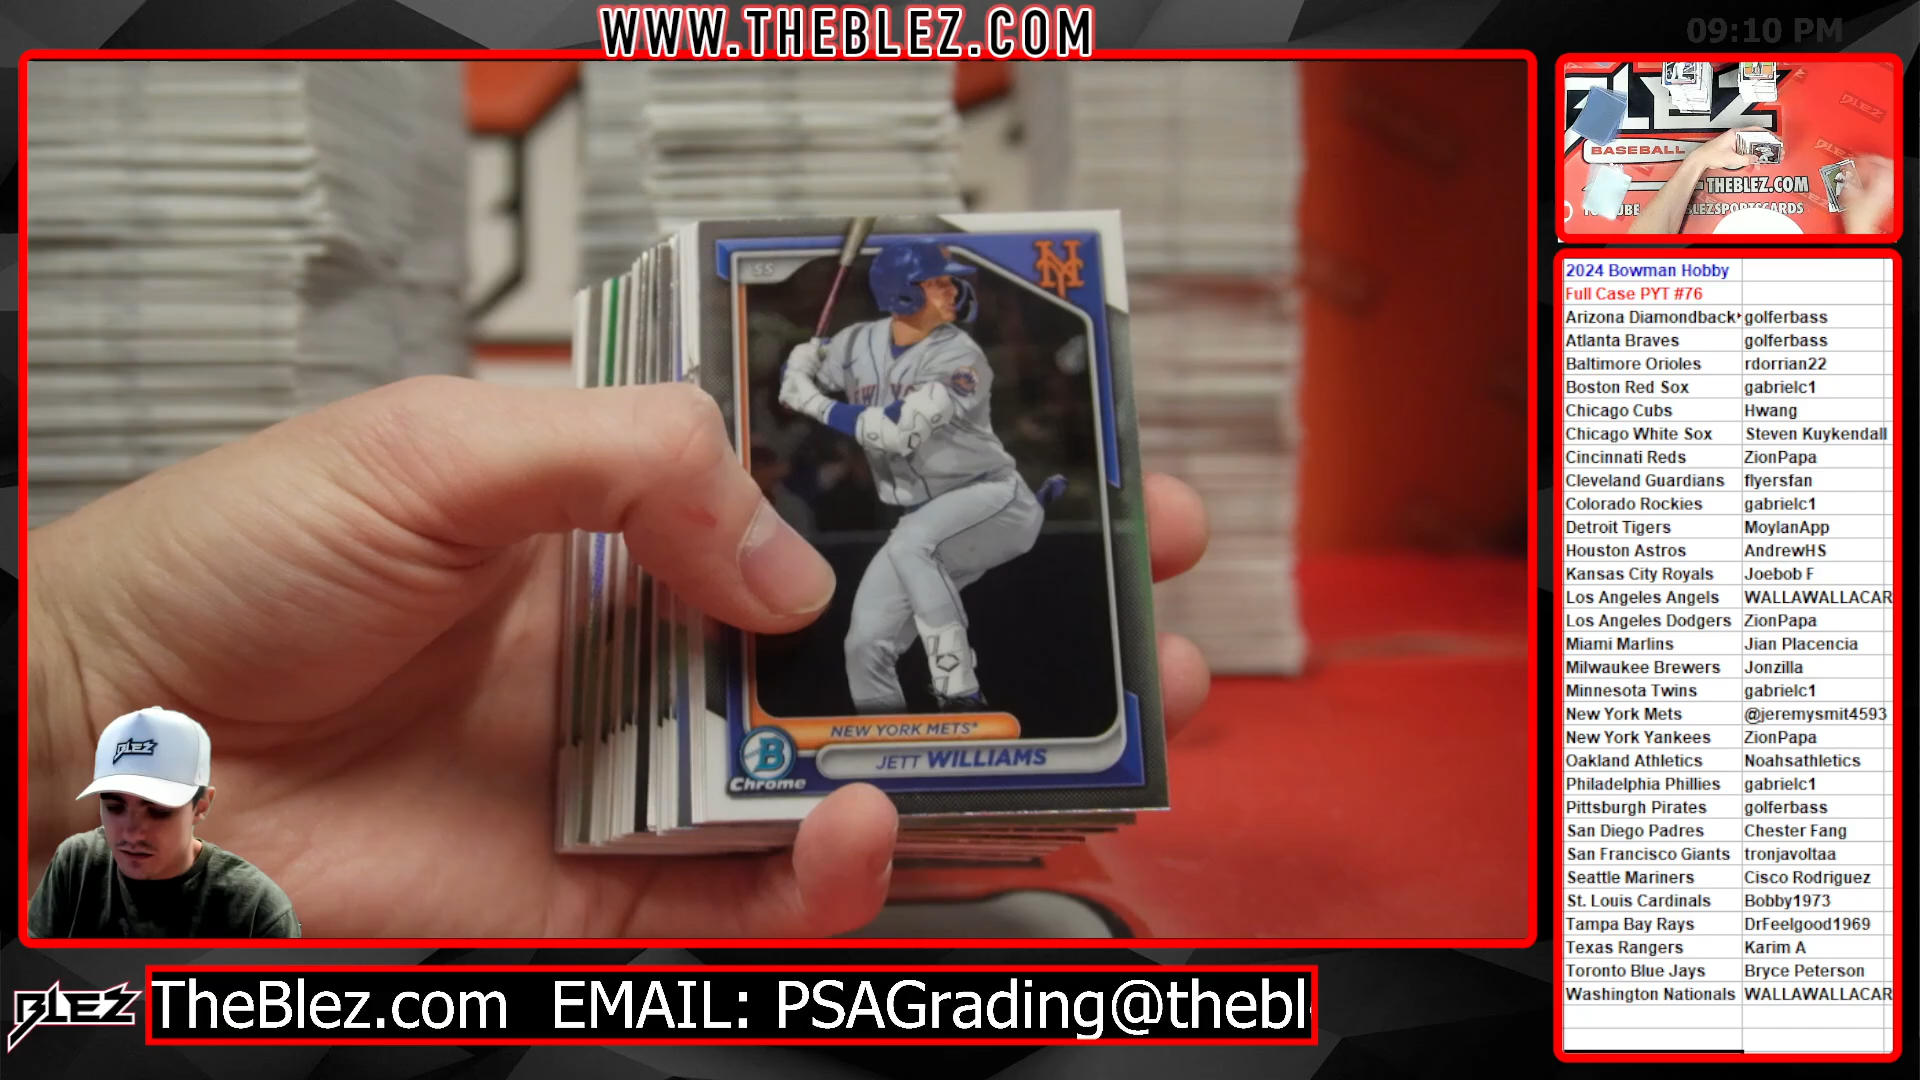 WWW.THEBLEZ.COM
09:10 PM
BLEZ
BASEBALL
THEBLEZ.COM
BLEZSPORTSCARDS
SS
NY
NEW YORK METS
JETT WILLIAMS
B
Chrome
BLEZ
2024 Bowman Hobby
Full Case PYT #76
Arizona Diamondback golferbass
Atlanta Braves golferbass
Baltimore Orioles rdorrian22
Boston Red Sox gabrielc1
Chicago Cubs Hwang
Chicago White Sox Steven Kuykendall
Cincinnati Reds ZionPapa
Cleveland Guardians flyersfan
Colorado Rockies gabrielc1
Detroit Tigers MoylanApp
Houston Astros AndrewHS
Kansas City Royals Joebob F
Los Angeles Angels WALLAWALLACAR
Los Angeles Dodgers ZionPapa
Miami Marlins Jian Placencia
Milwaukee Brewers Jonzilla
Minnesota Twins gabrielc1
New York Mets @jeremysmit4593
New York Yankees ZionPapa
Oakland Athletics Noahsathletics
Philadelphia Phillies gabrielc1
Pittsburgh Pirates golferbass
San Diego Padres Chester Fang
San Francisco Giants tronjavoltaa
Seattle Mariners Cisco Rodriguez
St. Louis Cardinals Bobby1973
Tampa Bay Rays DrFeelgood1969
Texas Rangers Karim A
Toronto Blue Jays Bryce Peterson
Washington Nationals WALLAWALLACAR
BLEZ
TheBlez.com EMAIL: PSAGrading@thebl